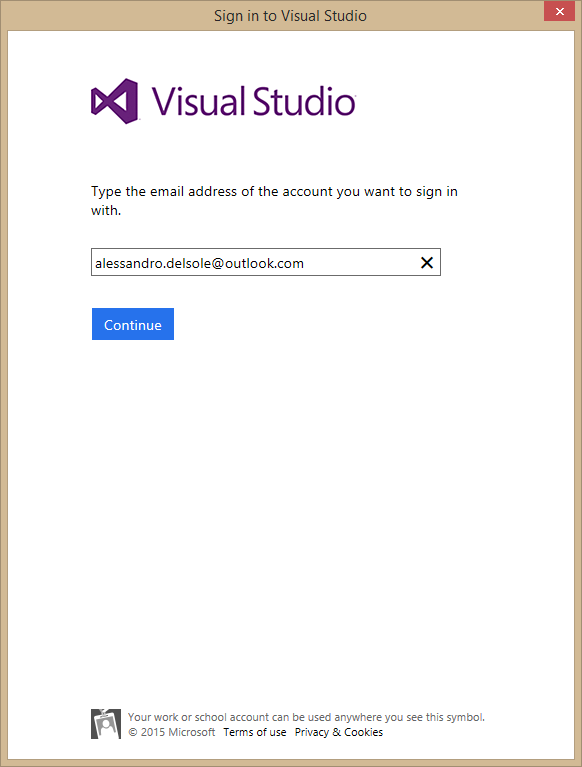 Sign in to Visual Studio
Visual Studio
Type the email address of the account you want to sign in
with.
alessandro.delsole@outlook.com
Continue
Your work or school account can be used anywhere you see this symbol.
© 2015 Microsoft Terms of use Privacy & Cookies